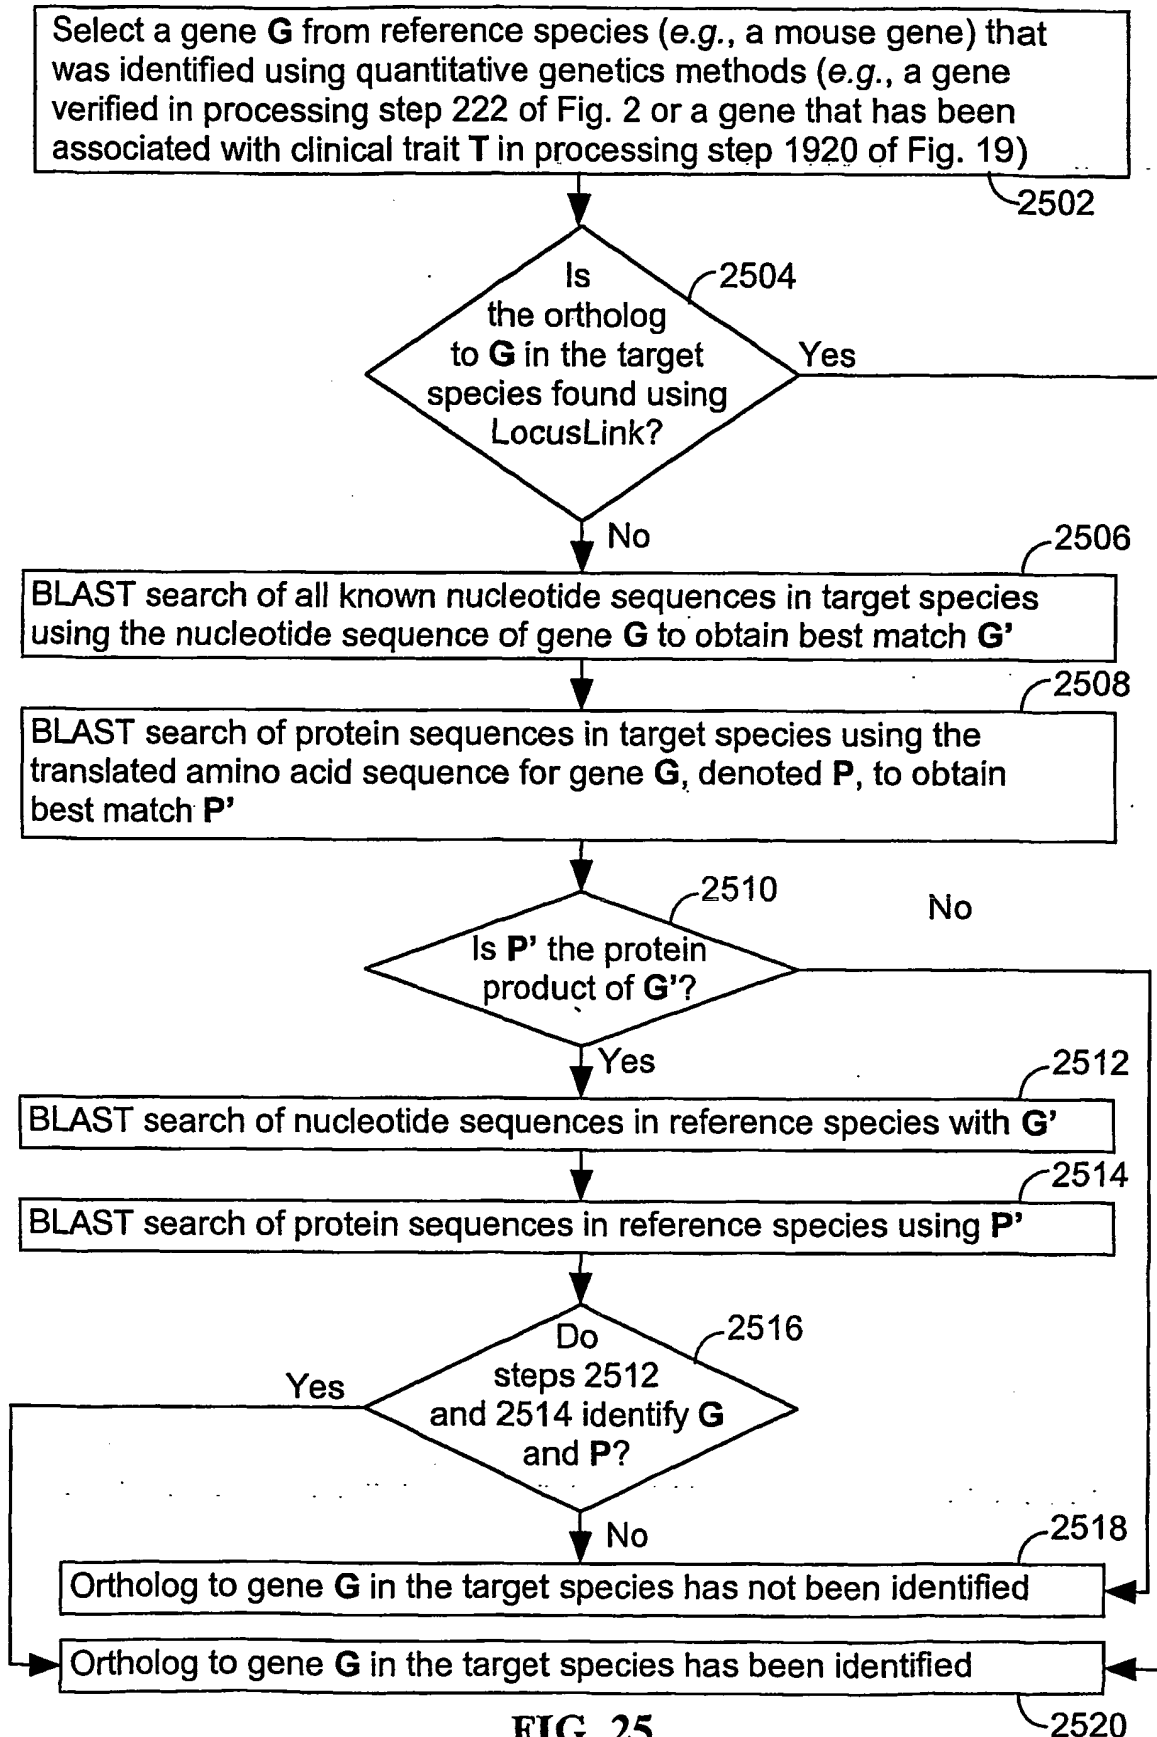 Select a gene G from reference species (e.g., a mouse gene) that
was identified using quantitative genetics methods (e.g., a gene
verified in processing step 222 of Fig. 2 or a gene that has been
associated with clinical trait T in processing step 1920 of Fig. 19)
2502
Is
the ortholog
to G in the target
species found using
LocusLink?
2504
Yes
No
2506
BLAST search of all known nucleotide sequences in target species
using the nucleotide sequence of gene G to obtain best match G'
2508
BLAST search of protein sequences in target species using the
translated amino acid sequence for gene G, denoted P, to obtain
best match P'
2510
No
Is P' the protein
product of G'?
Yes
2512
BLAST search of nucleotide sequences in reference species with G'
2514
BLAST search of protein sequences in reference species using P'
2516
Do
steps 2512
and 2514 identify G
and P?
Yes
No
2518
Ortholog to gene G in the target species has not been identified
Ortholog to gene G in the target species has been identified
2520
FIG. 25